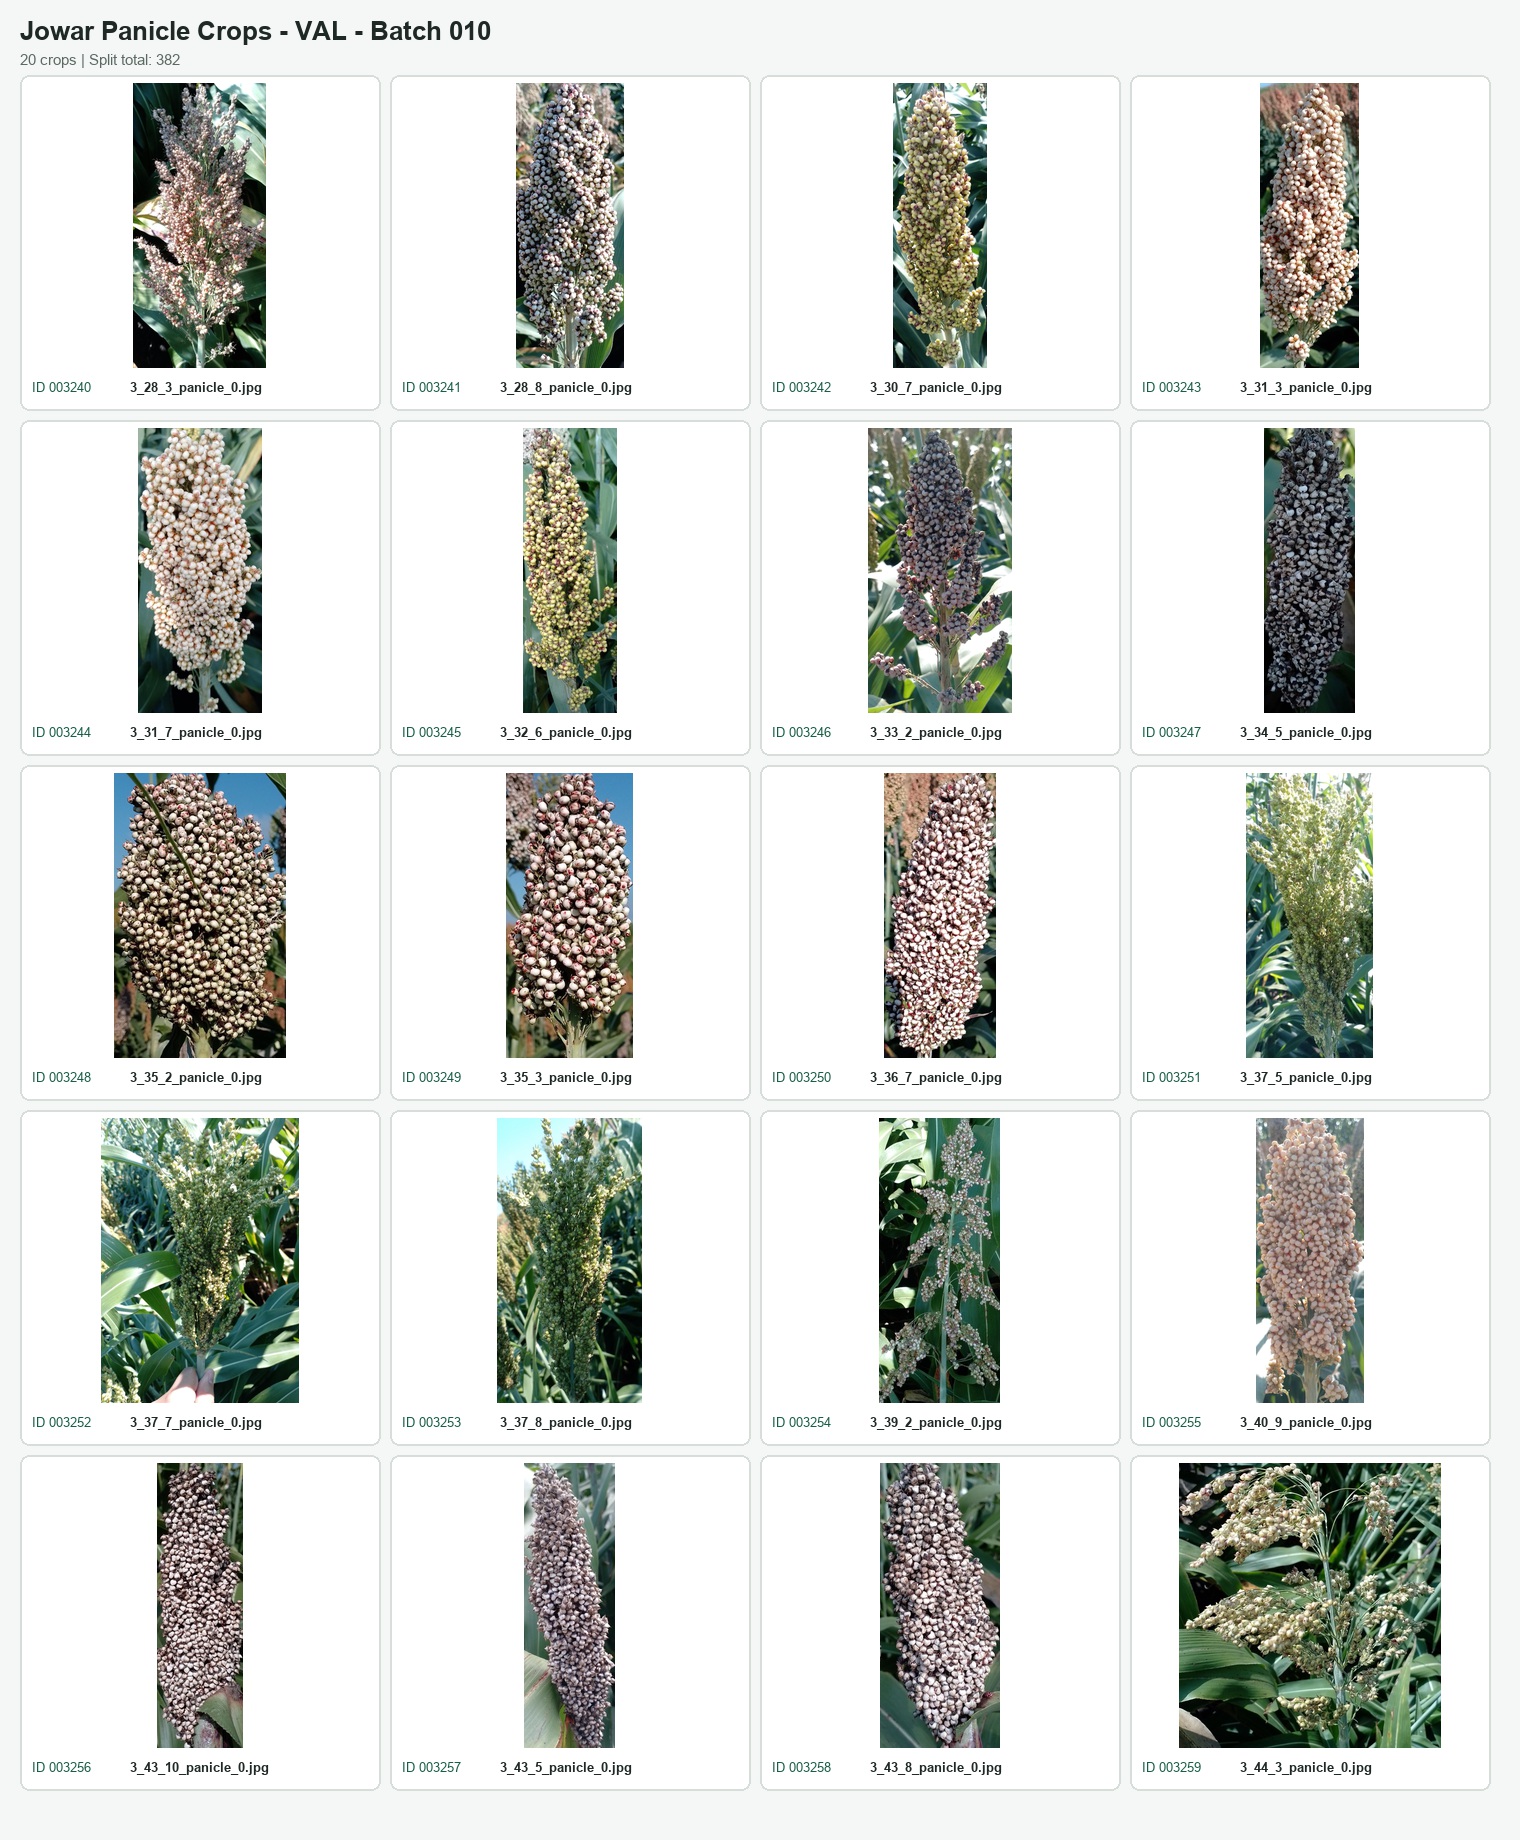 Jowar Panicle Crops - VAL - Batch 010
20 crops | Split total: 382
ID 003240 3_28_3_panicle_0.jpg
ID 003241 3_28_8_panicle_0.jpg
ID 003242 3_30_7_panicle_0.jpg
ID 003243 3_31_3_panicle_0.jpg
ID 003244 3_31_7_panicle_0.jpg
ID 003245 3_32_6_panicle_0.jpg
ID 003246 3_33_2_panicle_0.jpg
ID 003247 3_34_5_panicle_0.jpg
ID 003248 3_35_2_panicle_0.jpg
ID 003249 3_35_3_panicle_0.jpg
ID 003250 3_36_7_panicle_0.jpg
ID 003251 3_37_5_panicle_0.jpg
ID 003252 3_37_7_panicle_0.jpg
ID 003253 3_37_8_panicle_0.jpg
ID 003254 3_39_2_panicle_0.jpg
ID 003255 3_40_9_panicle_0.jpg
ID 003256 3_43_10_panicle_0.jpg
ID 003257 3_43_5_panicle_0.jpg
ID 003258 3_43_8_panicle_0.jpg
ID 003259 3_44_3_panicle_0.jpg